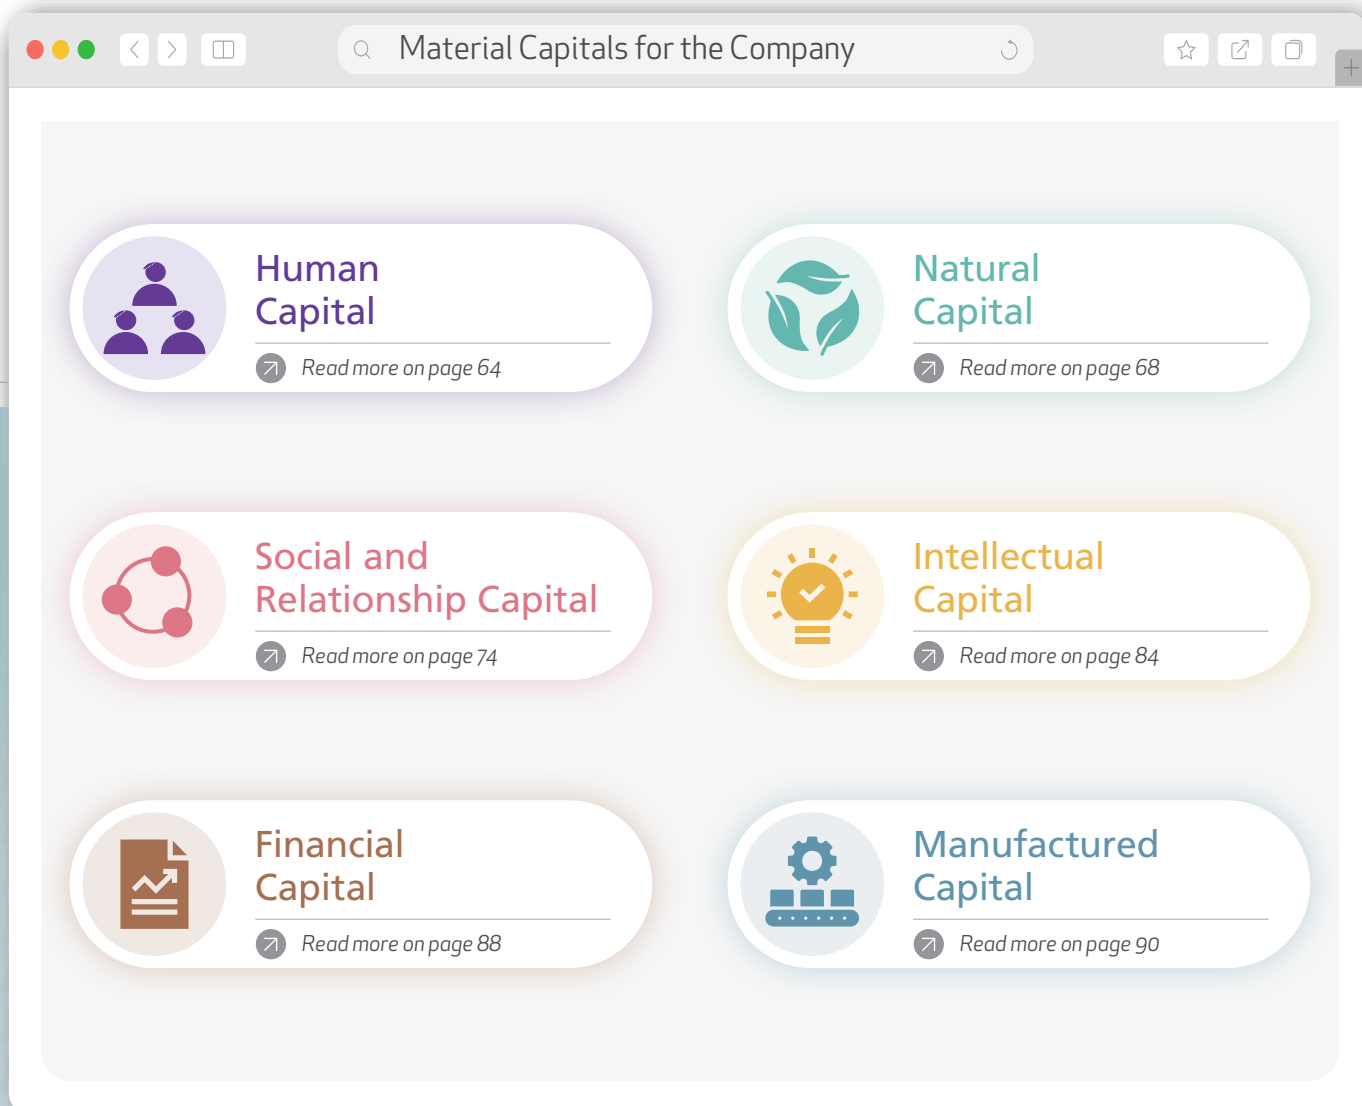 Material Capitals for the Company
Human
Capital
Read more on page 64
Natural
Capital
Read more on page 68
Social and
Relationship Capital
Read more on page 74
Intellectual
Capital
Read more on page 84
Financial
Capital
Read more on page 88
Manufactured
Capital
Read more on page 90